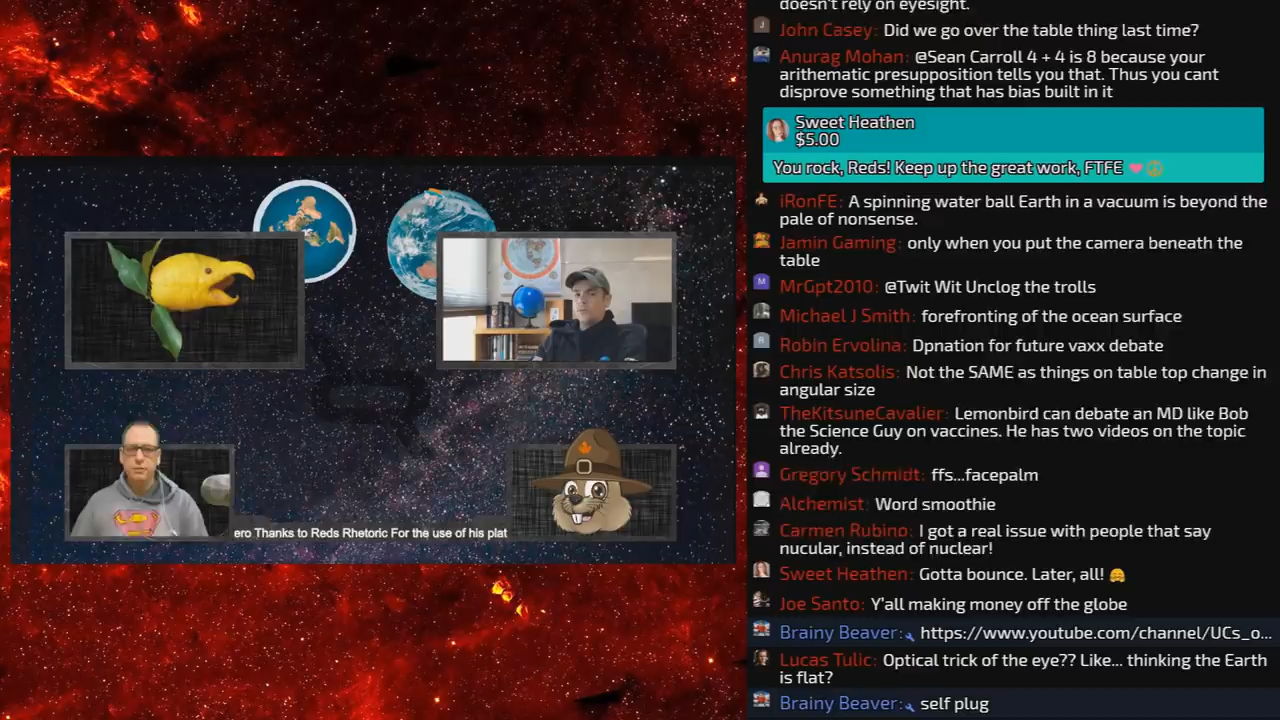 doesn't rely on eyesight.
John Casey: Did we go over the table thing last time?
Anurag Mohan: @Sean Carroll 4 + 4 is 8 because your
arithematic presupposition tells you that. Thus you cant
disprove something that has bias built in it
Sweet Heathen
$5.00
You rock, Reds! Keep up the great work, FTFE
iRonFE: A spinning water ball Earth in a vacuum is beyond the
pale of nonsense.
Jamin Gaming: only when you put the camera beneath the
table
MrGpt2010: @Twit Wit Unclog the trolls
Michael J Smith: forefronting of the ocean surface
Robin Ervolina: Dpnation for future vaxx debate
Chris Katsolis: Not the SAME as things on table top change in
angular size
TheKitsuneCavalier: Lemonbird can debate an MD like Bob
the Science Guy on vaccines. He has two videos on the topic
already.
Gregory Schmidt: ffs...facepalm
Alchemist: Word smoothie
Carmen Rubino: I got a real issue with people that say
nucular, instead of nuclear!
Sweet Heathen: Gotta bounce. Later, all!
Joe Santo: Y'all making money off the globe
Brainy Beaver: https://www.youtube.com/channel/UCs_o...
Lucas Tulic: Optical trick of the eye?? Like... thinking the Earth
is flat?
Brainy Beaver: self plug
ero Thanks to Reds Rhetoric For the use of his plat